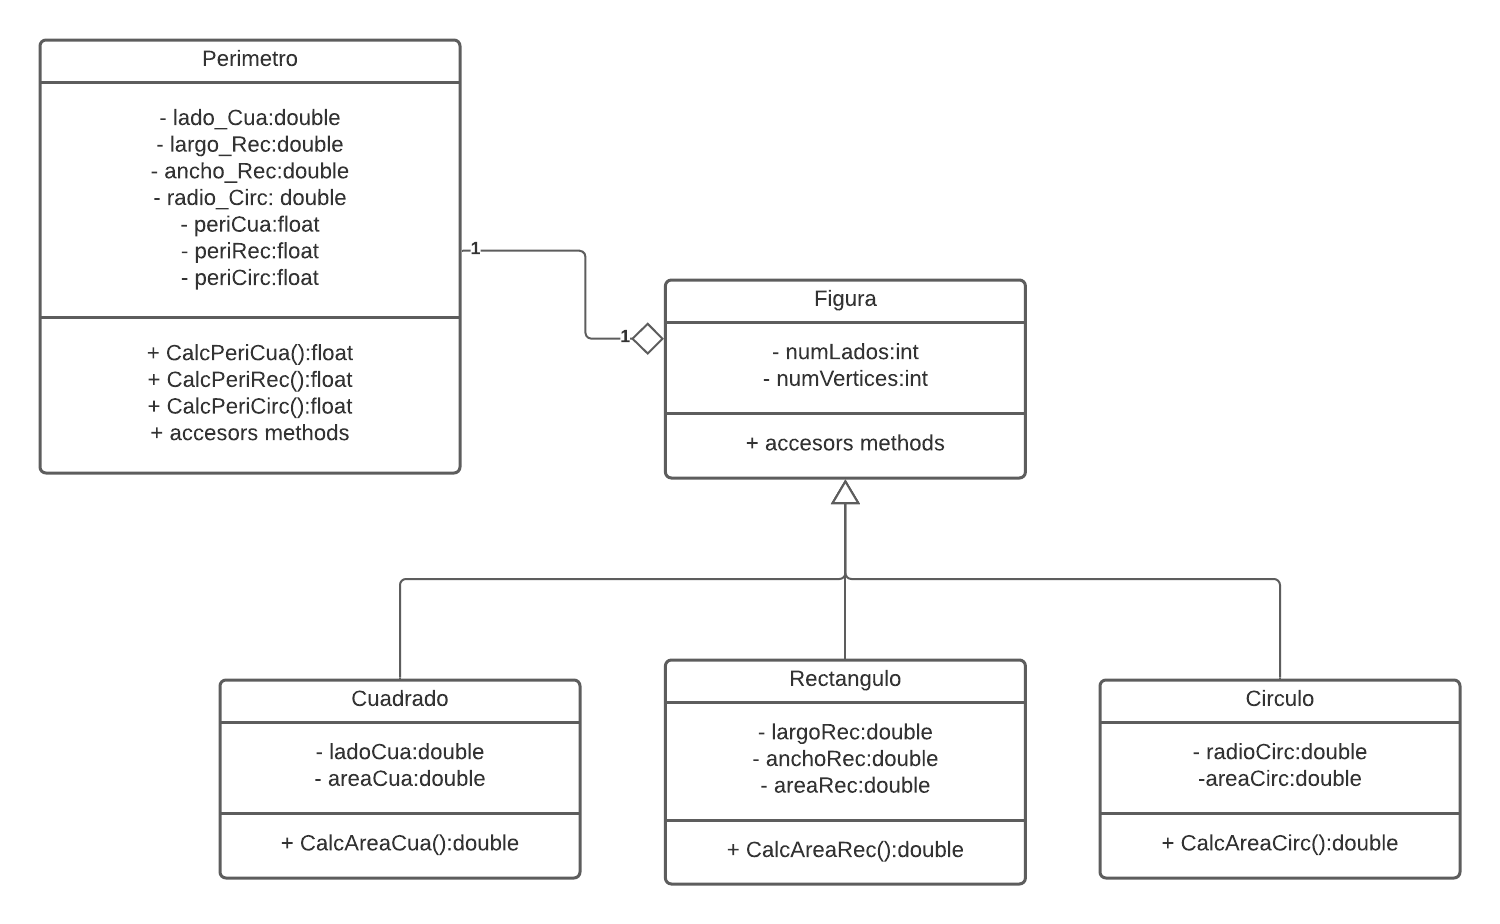 Perimetro
- lado_Cua:double
- largo_Rec:double
- ancho_Rec:double
- radio_Circ: double
- periCua:float
- periRec:float
- periCirc:float
+ CalcPeriCua():float
+ CalcPeriRec():float
+ CalcPeriCirc():float
+ accesors methods
1
1
Figura
- numLados:int
- numVertices:int
+ accesors methods
Cuadrado
- ladoCua:double
- areaCua:double
+ CalcAreaCua():double
Rectangulo
- largoRec:double
- anchoRec:double
- areaRec:double
+ CalcAreaRec():double
Circulo
- radioCirc:double
-areaCirc:double
+ CalcAreaCirc():double